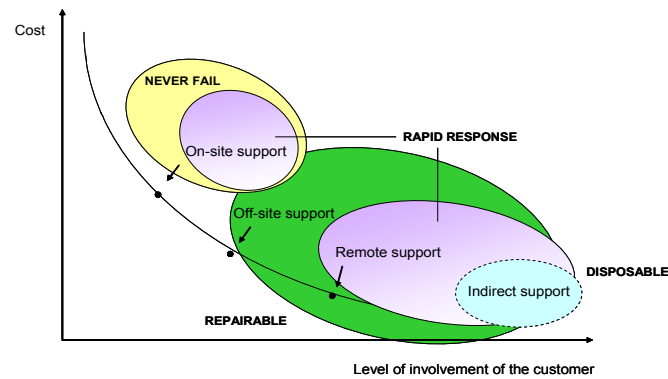 Cost
NEVER FAIL
RAPID RESPONSE
On-site support
Off-site support
Remote support
DISPOSABLE
Indirect support
REPAIRABLE
Level of involvement of the customer